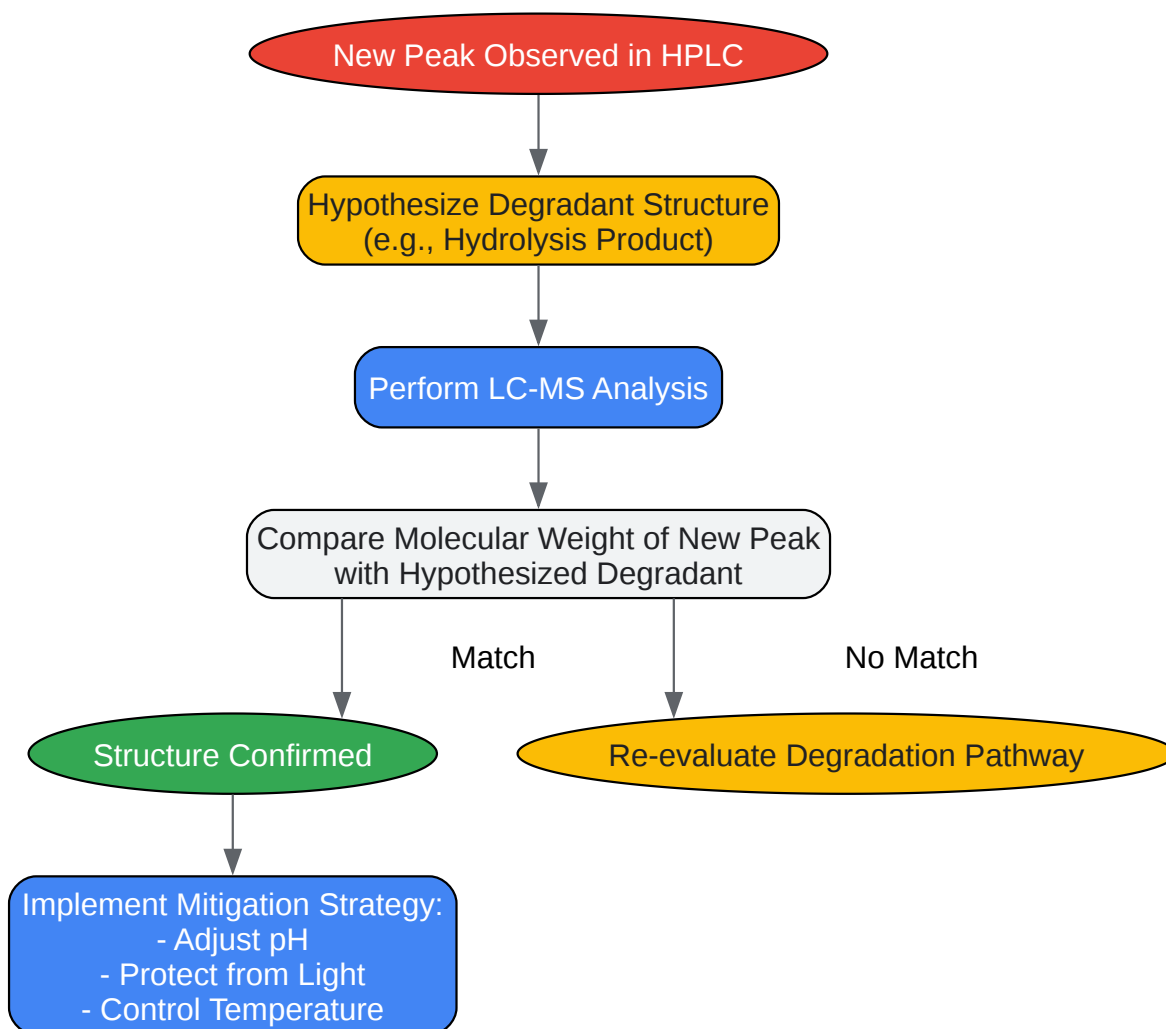 New Peak Observed in HPLC
Hypothesize Degradant Structure
(e.g., Hydrolysis Product)
Perform LC-MS Analysis
Compare Molecular Weight of New Peak
with Hypothesized Degradant
Match
No Match
Structure Confirmed
Re-evaluate Degradation Pathway
Implement Mitigation Strategy:
- Adjust pH
- Protect from Light
- Control Temperature